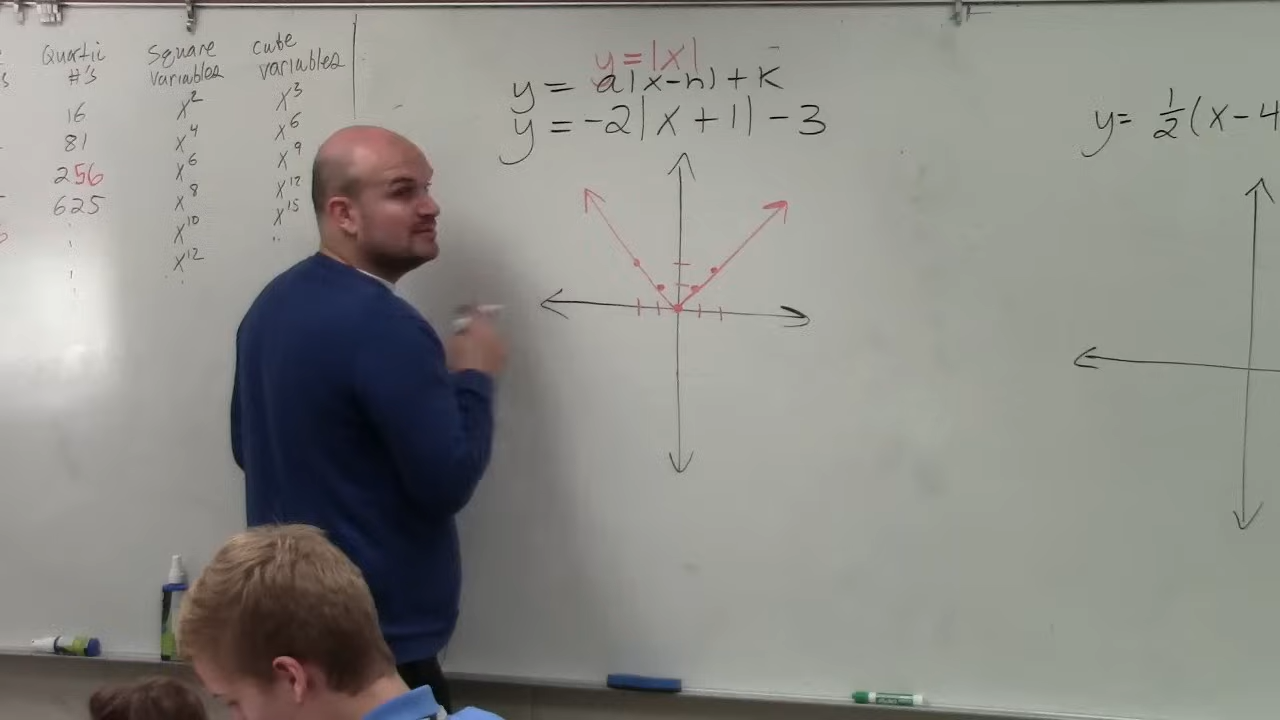 Quartic
#'s
16
81
256
625
Square
variables
x²
x⁴
x⁶
x⁸
x¹⁰
x¹²
cube
variables
x³
x⁶
x⁹
x¹²
x¹⁵
y = |x|
y = a|x-h|+k
y = -2|x+1|-3
y= 1/2(x-4